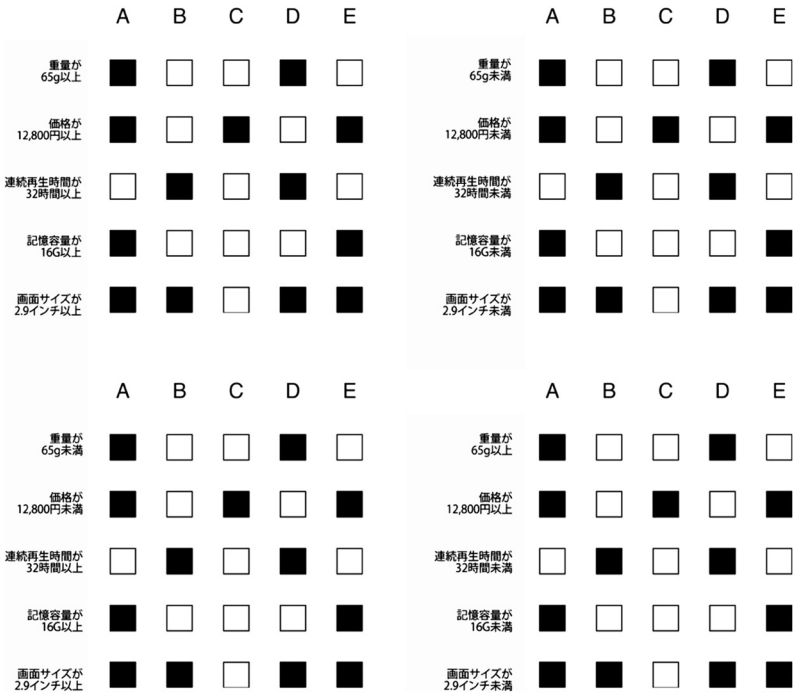 A B C D E
重量が
65g以上
価格が
12,800円以上
連続再生時間が
32時間以上
記憶容量が
16G以上
画面サイズが
2.9インチ以上
A B C D E
重量が
65g未満
価格が
12,800円未満
連続再生時間が
32時間未満
記憶容量が
16G未満
画面サイズが
2.9インチ未満
A B C D E
重量が
65g未満
価格が
12,800円未満
連続再生時間が
32時間以上
記憶容量が
16G以上
画面サイズが
2.9インチ以上
A B C D E
重量が
65g以上
価格が
12,800円以上
連続再生時間が
32時間未満
記憶容量が
16G未満
画面サイズが
2.9インチ未満